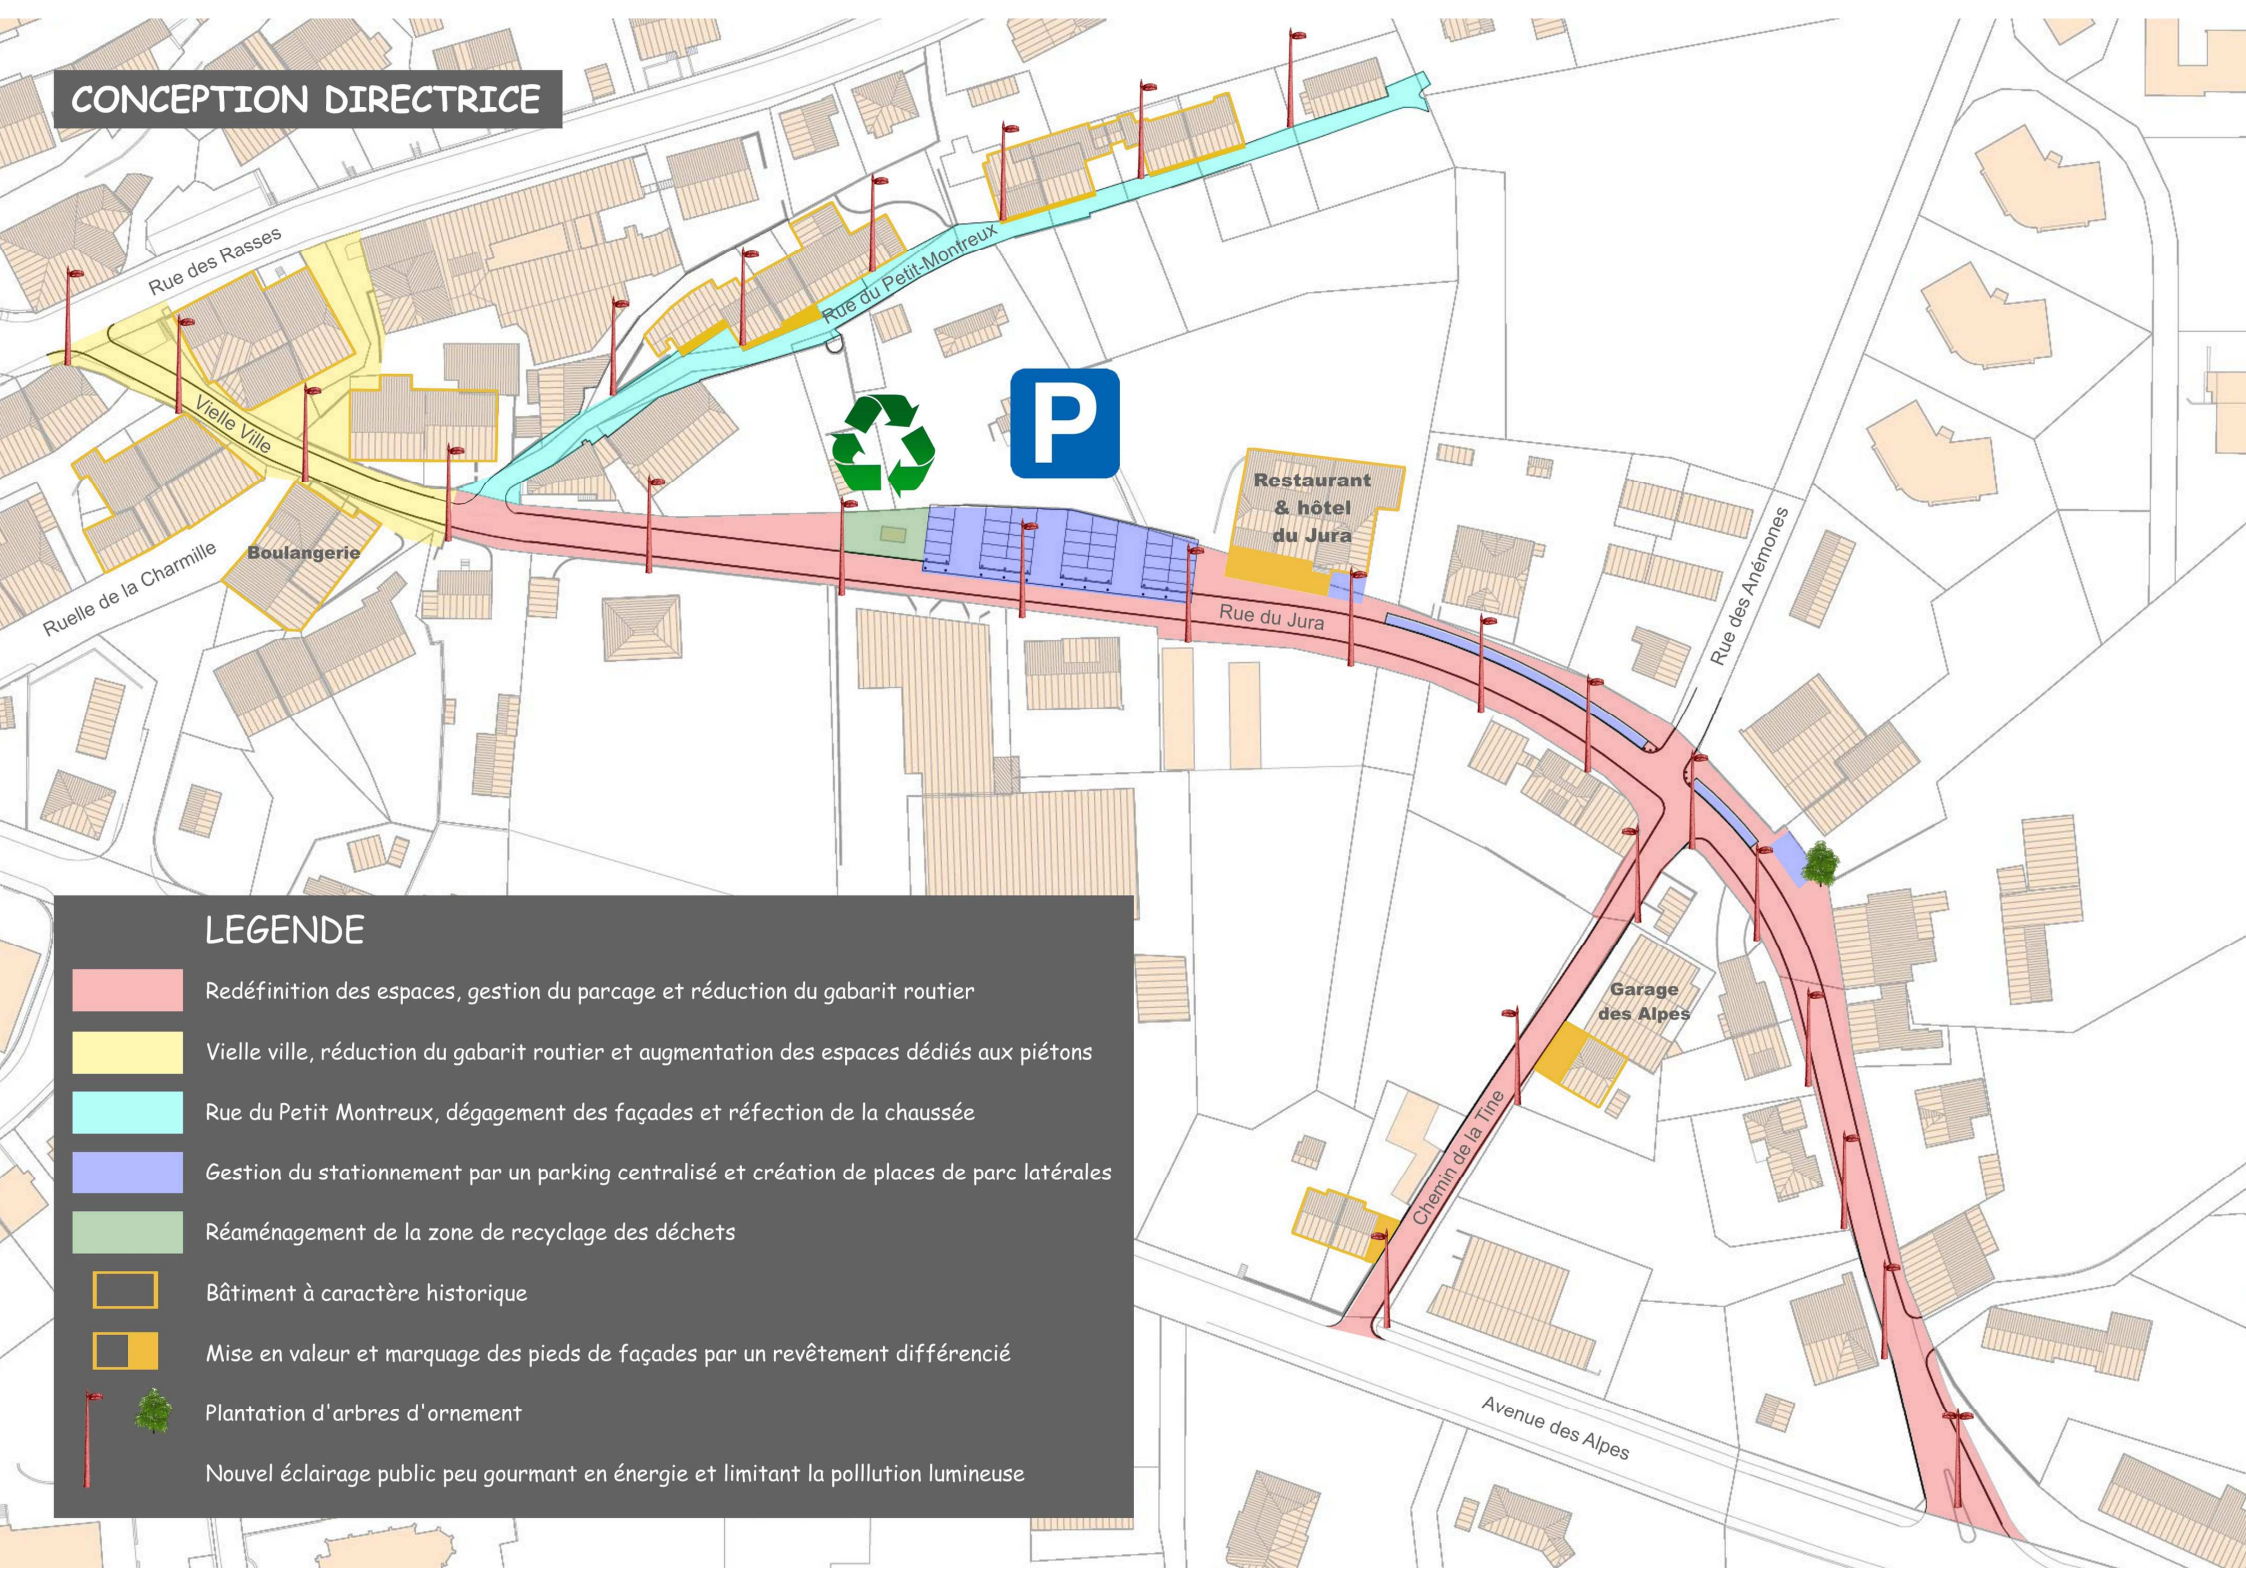 CONCEPTION DIRECTRICE
Rue des Rasses
Rue du Petit-Montreux
Vielle Ville
P
Restaurant
& hôtel
du Jura
Boulangerie
Ruelle de la Charmille
Rue du Jura
Rue des Anémones
Garage
des Alpes
Chemin de la Tine
Avenue des Alpes
LEGENDE
Redéfinition des espaces, gestion du parcage et réduction du gabarit routier
Vielle ville, réduction du gabarit routier et augmentation des espaces dédiés aux piétons
Rue du Petit Montreux, dégagement des façades et réfection de la chaussée
Gestion du stationnement par un parking centralisé et création de places de parc latérales
Réaménagement de la zone de recyclage des déchets
Bâtiment à caractère historique
Mise en valeur et marquage des pieds de façades par un revêtement différencié
Plantation d'arbres d'ornement
Nouvel éclairage public peu gourmant en énergie et limitant la polllution lumineuse